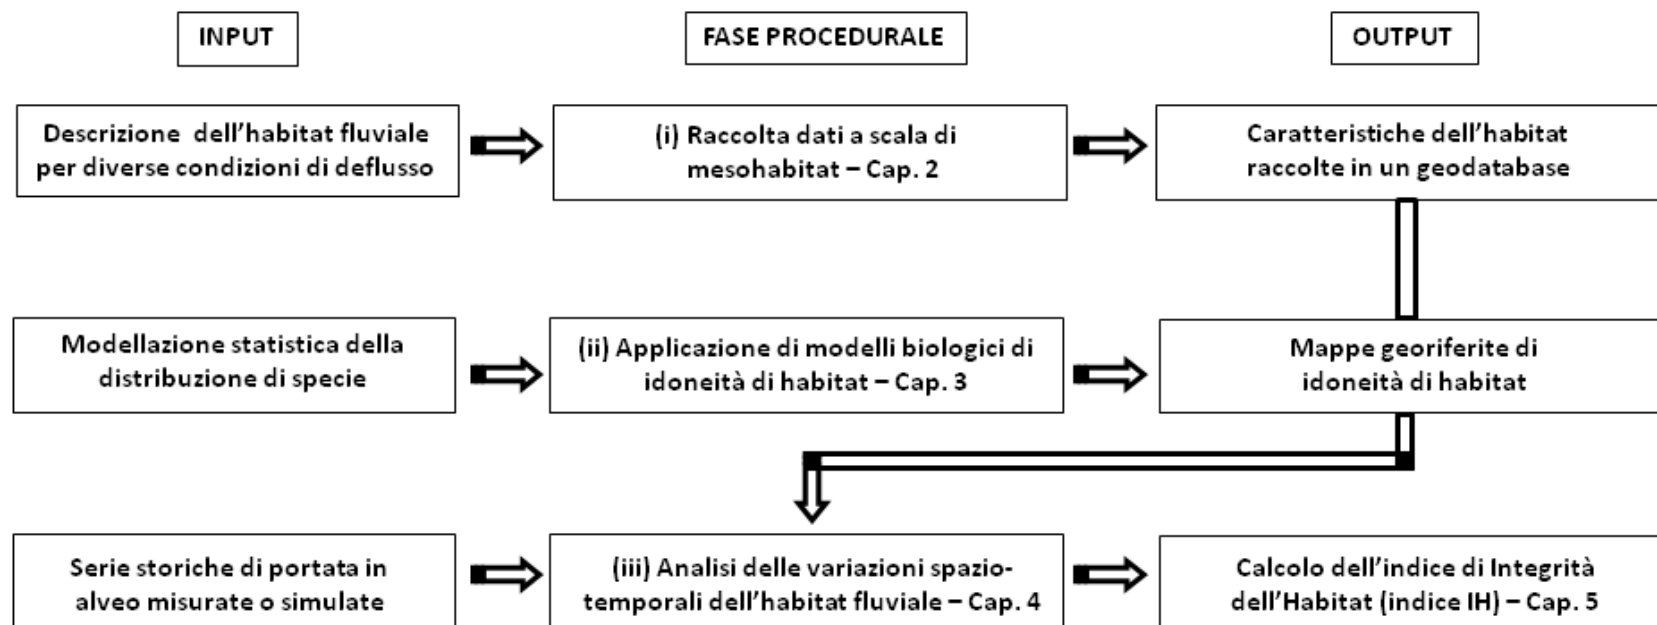 INPUT
FASE PROCEDURALE
OUTPUT
Descrizione dell'habitat fluviale
per diverse condizioni di deflusso
(i) Raccolta dati a scala di
mesohabitat – Cap. 2
Caratteristiche dell'habitat
raccolte in un geodatabase
Modellazione statistica della
distribuzione di specie
(ii) Applicazione di modelli biologici di
idoneità di habitat – Cap. 3
Mappe georiferite di
idoneità di habitat
Serie storiche di portata in
alveo misurate o simulate
(iii) Analisi delle variazioni spazio-
temporali dell'habitat fluviale – Cap. 4
Calcolo dell'indice di Integrità
dell'Habitat (indice IH) – Cap. 5